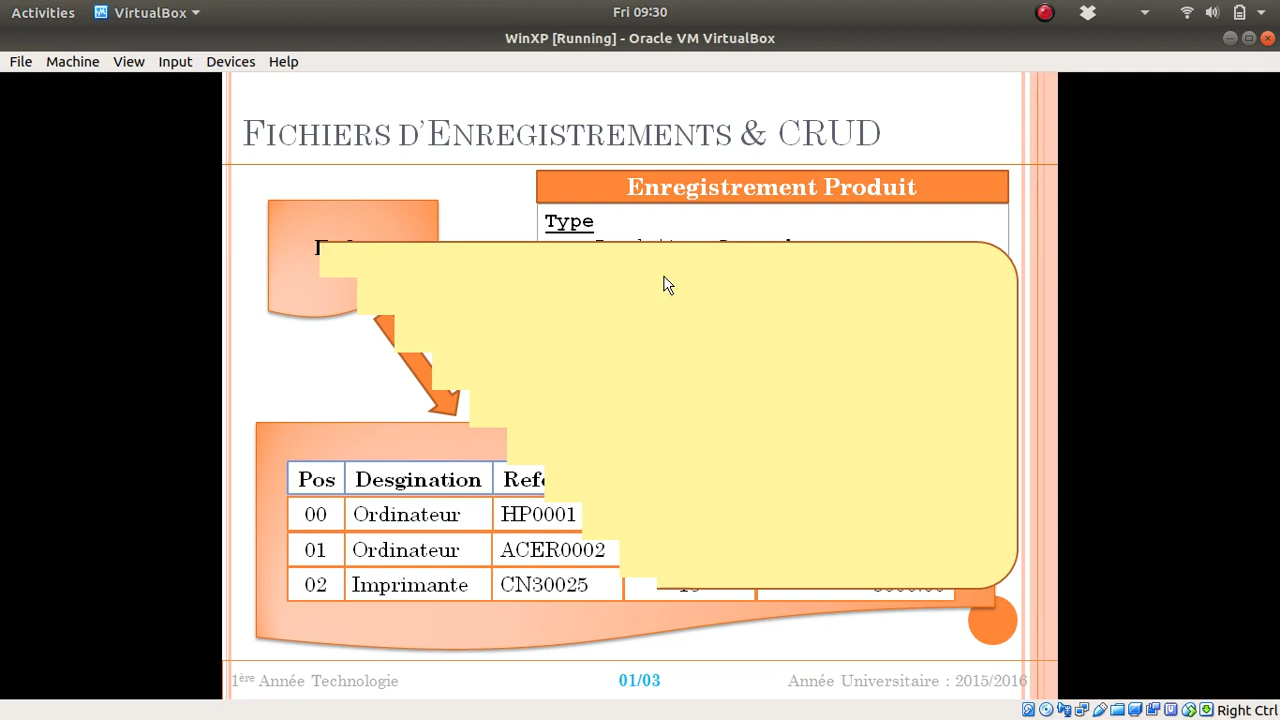 Activities VirtualBox Fri 09:30
WinXP [Running] - Oracle VM VirtualBox
File Machine View Input Devices Help
FICHIERS D'ENREGISTREMENTS & CRUD
Enregistrement Produit
Type
Pos Desgination Refe
00 Ordinateur HP0001
01 Ordinateur ACER0002
02 Imprimante CN30025
1ère Année Technologie 01/03 Année Universitaire : 2015/2016
Right Ctrl